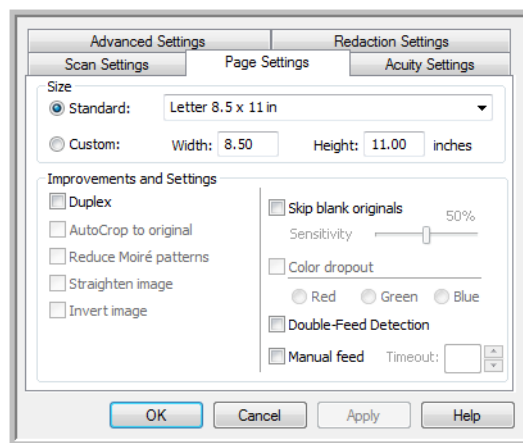 Advanced Settings Redaction Settings
Scan Settings Page Settings Acuity Settings
Size
Standard: Letter 8.5 x 11 in
Custom: Width: 8.50 Height: 11.00 inches
Improvements and Settings
Duplex
AutoCrop to original
Reduce Moiré patterns
Straighten image
Invert image
Skip blank originals 50%
Sensitivity
Color dropout
Red Green Blue
Double-Feed Detection
Manual feed Timeout:
OK Cancel Apply Help